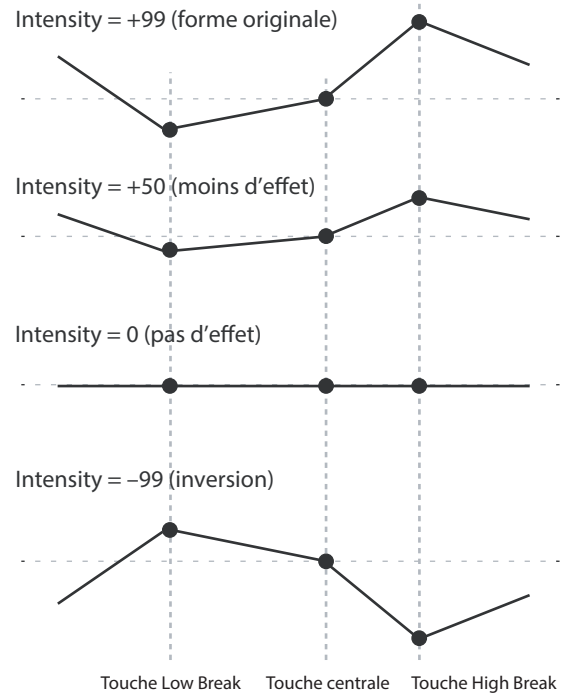 Intensity = +99 (forme originale)
Intensity = +50 (moins d'effet)
Intensity = 0 (pas d'effet)
Intensity = –99 (inversion)
Touche Low Break Touche centrale Touche High Break